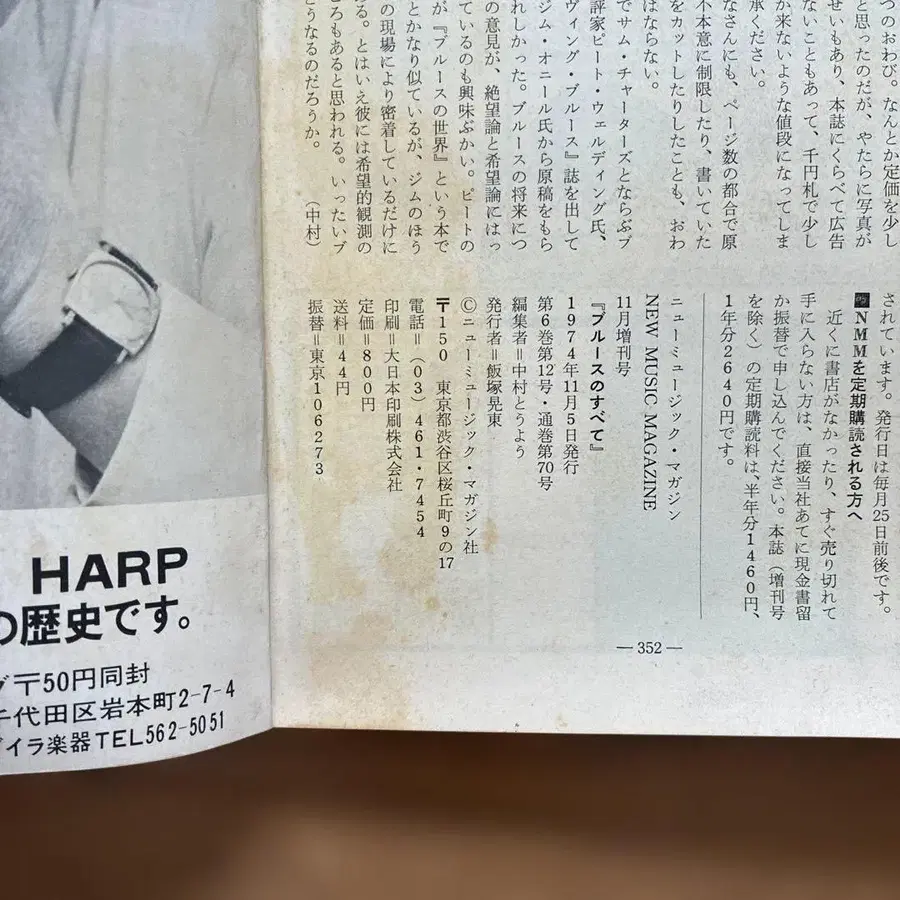 つのおわび。なんとか定価を少し
と思ったのだが、やたらに写真が
せいもあり、本誌にくらべて広告
ないこともあって、千円札で少し
か来ないような値段になってしま
承ください。
なさんにも、ページ数の都合で原
不本意に制限したり、書いていた
をカットしたりしたことも、おわ
はならない。
でサム・チャーターズとならぶブ
評家ピート・ウェルディング氏、
ヴィング・ブルース』誌を出して
ジム・オニール氏から原稿をもら
れしかった。ブルースの将来につ
の意見が、絶望論と希望論にはっ
ているのも興味ぶかい。ピートの
が『ブルースの世界』という本で
とかなり似ているが、ジムのほう
の現場により密着しているだけに
る。とはいえ彼には希望的観測の
ころもあると思われる。いったいブ
うなるのだろうか。 (中村)
されています。発行日は毎月25日前後です。
NMMを定期購読される方へ
近くに書店がなかったり、すぐ売り切れて
手に入らない方は、直接当社あてに現金書留
か振替で申し込んでください。本誌(増刊号
を除く)の定期購読料は、半年分1460円、
1年分2640円です。
ニューミュージック・マガジン
NEW MUSIC MAGAZINE
11月増刊号
『ブルースのすべて』
1974年11月5日発行
第6巻第12号・通巻第70号
編集者=中村とうよう
発行者=飯塚晃東
©ニューミュージック・マガジン社
〒150 東京都渋谷区桜丘町9の17
電話=(03)461・7454
印刷=大日本印刷株式会社
定価=800円
送料=44円
振替=東京106273
—352—
HARP
の歴史です。
グ〒50円同封
千代田区岩本町2-7-4
イラ楽器TEL562-5051